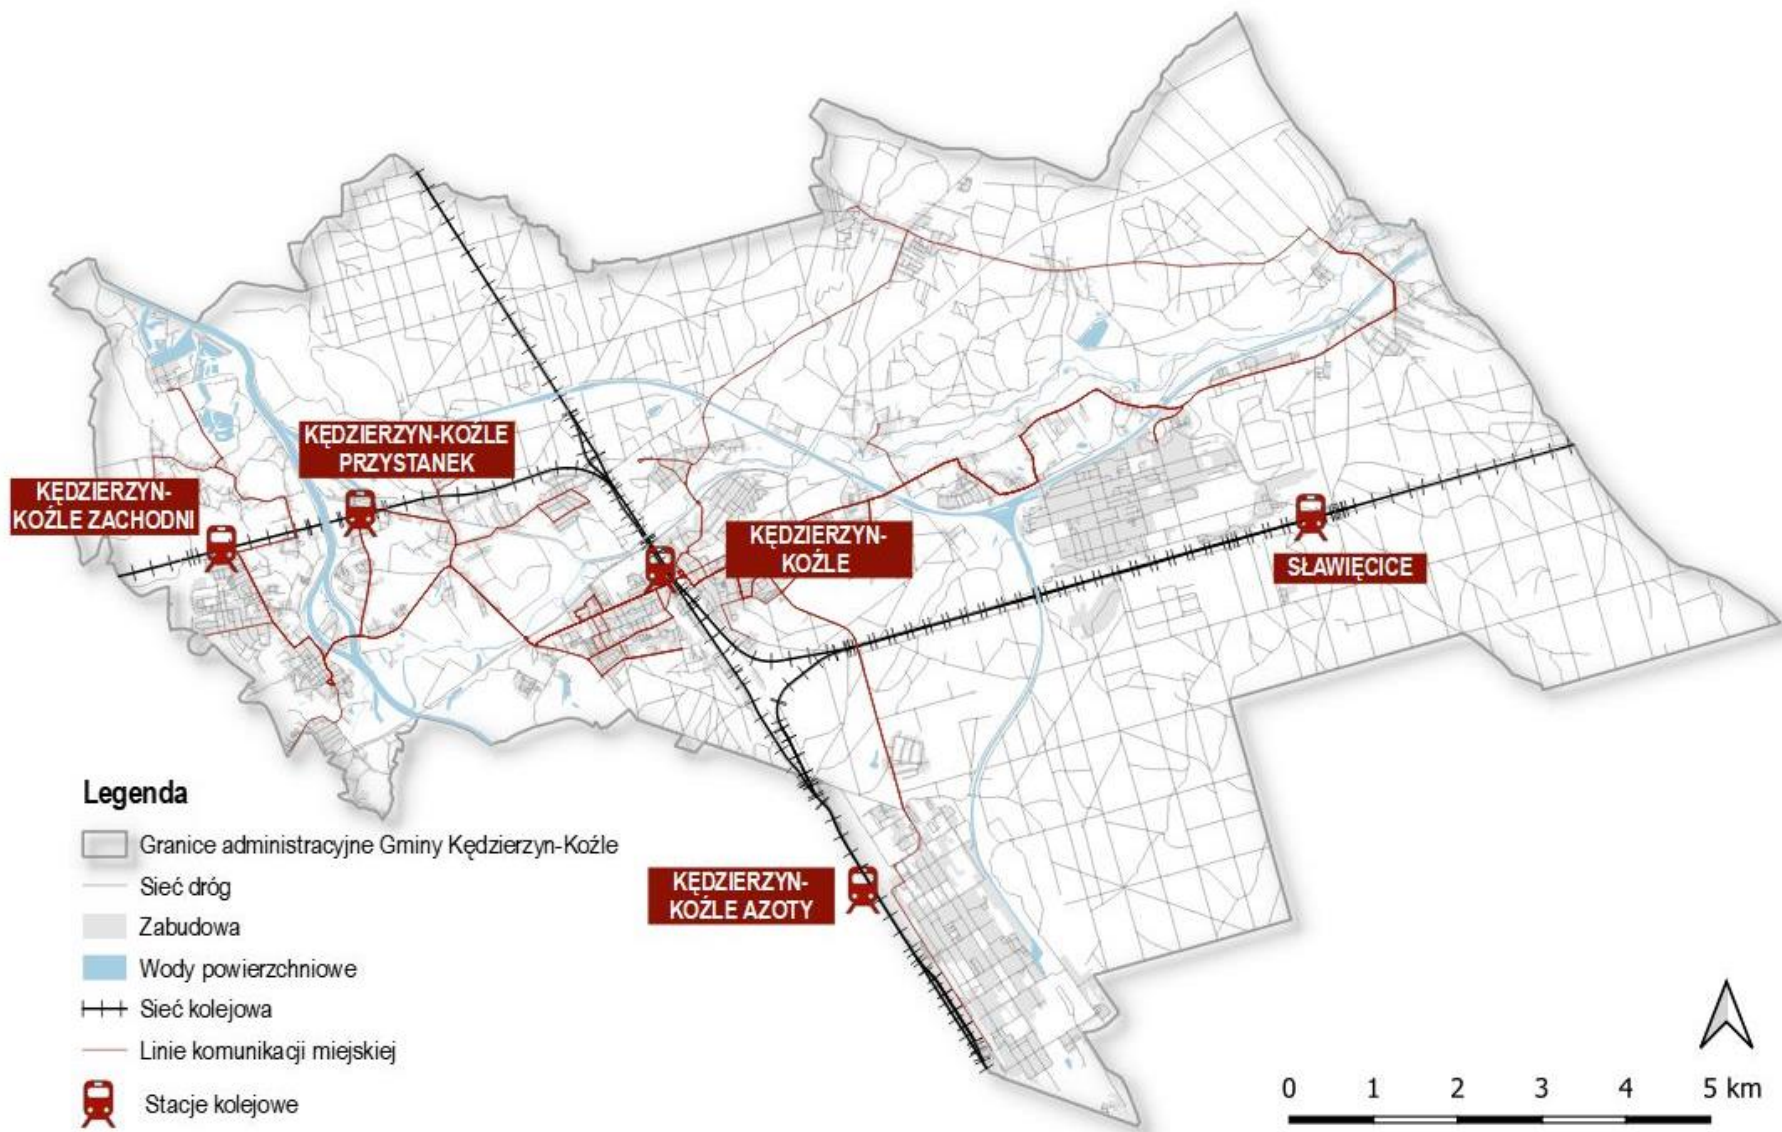 KĘDZIERZYN-
KOŹLE PRZYSTANEK
KĘDZIERZYN-
KOŹLE ZACHODNI
KĘDZIERZYN-
KOŹLE
SŁAWIĘCICE
KĘDZIERZYN-
KOŹLE AZOTY
Legenda
Granice administracyjne Gminy Kędzierzyn-Koźle
Sieć dróg
Zabudowa
Wody powierzchniowe
Sieć kolejowa
Linie komunikacji miejskiej
Stacje kolejowe
0 1 2 3 4 5 km